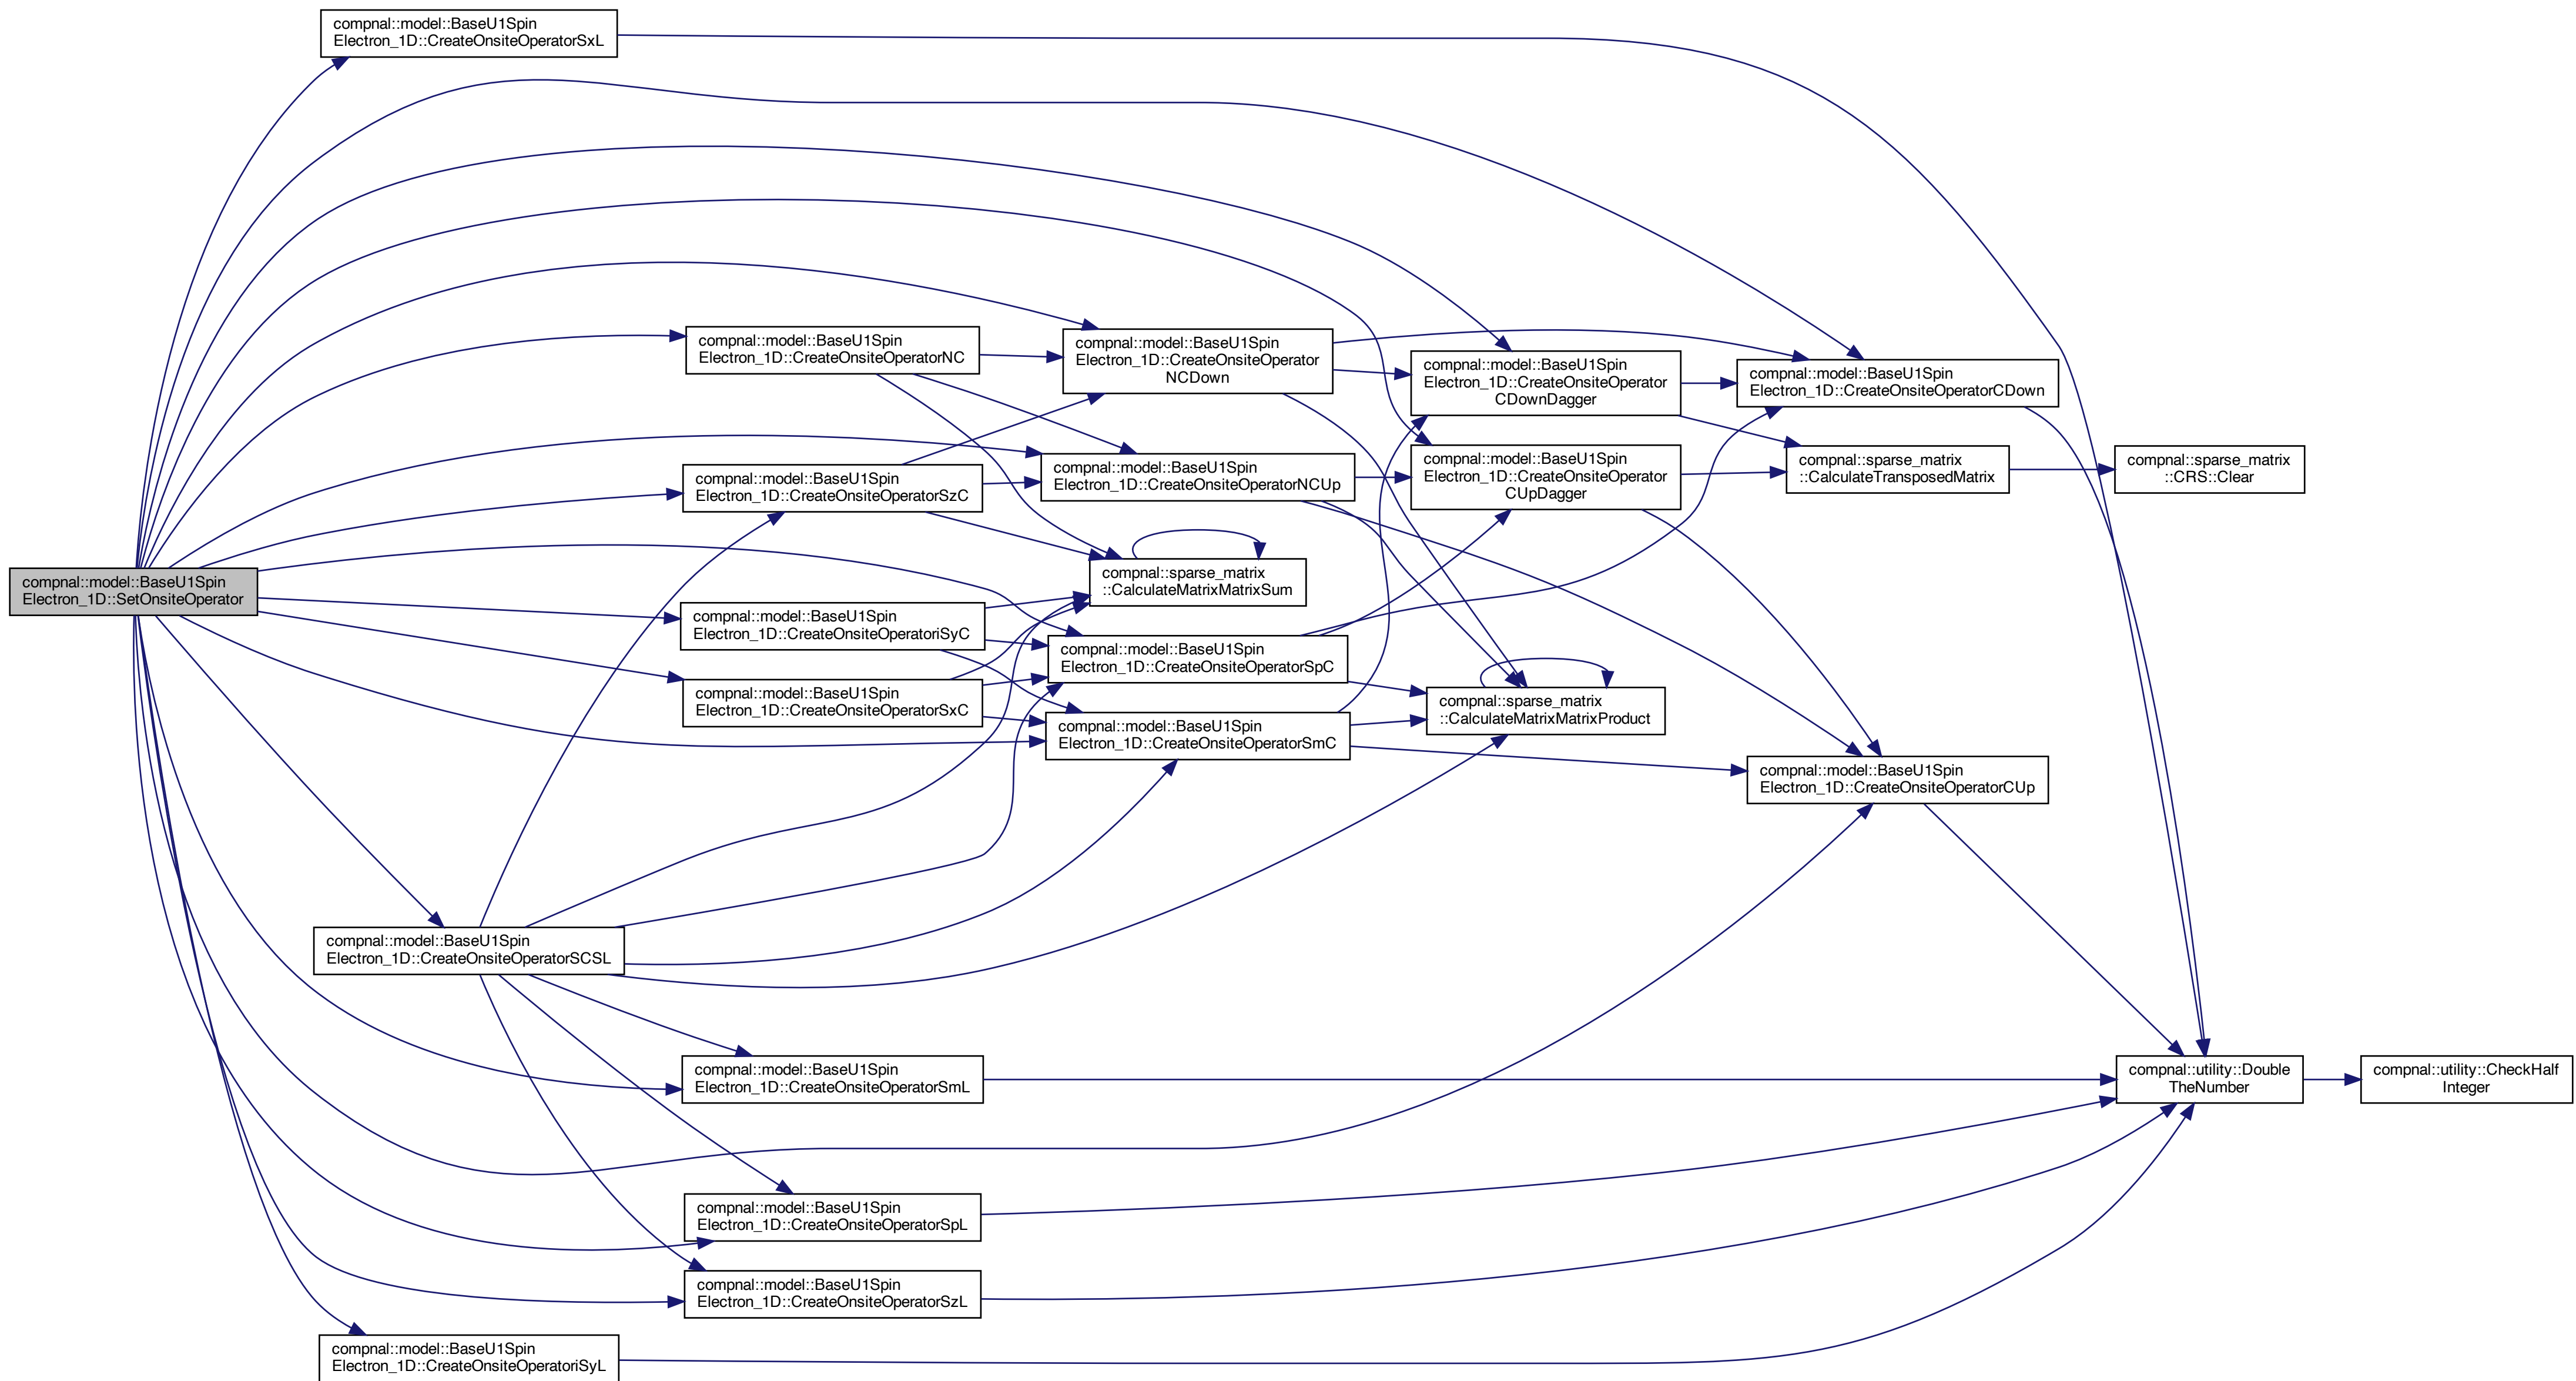 compnal::model::BaseU1Spin
Electron_1D::CreateOnsiteOperatorSxL
compnal::model::BaseU1Spin
Electron_1D::CreateOnsiteOperatorNC
compnal::model::BaseU1Spin
Electron_1D::CreateOnsiteOperator
NCDown
compnal::model::BaseU1Spin
Electron_1D::CreateOnsiteOperator
CDownDagger
compnal::model::BaseU1Spin
Electron_1D::CreateOnsiteOperatorCDown
compnal::model::BaseU1Spin
Electron_1D::CreateOnsiteOperatorSzC
compnal::model::BaseU1Spin
Electron_1D::CreateOnsiteOperatorNCUp
compnal::model::BaseU1Spin
Electron_1D::CreateOnsiteOperator
CUpDagger
compnal::sparse_matrix
::CalculateTransposedMatrix
compnal::sparse_matrix
::CRS::Clear
compnal::model::BaseU1Spin
Electron_1D::SetOnsiteOperator
compnal::sparse_matrix
::CalculateMatrixMatrixSum
compnal::model::BaseU1Spin
Electron_1D::CreateOnsiteOperatoriSyC
compnal::model::BaseU1Spin
Electron_1D::CreateOnsiteOperatorSpC
compnal::model::BaseU1Spin
Electron_1D::CreateOnsiteOperatorSxC
compnal::sparse_matrix
::CalculateMatrixMatrixProduct
compnal::model::BaseU1Spin
Electron_1D::CreateOnsiteOperatorSmC
compnal::model::BaseU1Spin
Electron_1D::CreateOnsiteOperatorCUp
compnal::model::BaseU1Spin
Electron_1D::CreateOnsiteOperatorSCSL
compnal::model::BaseU1Spin
Electron_1D::CreateOnsiteOperatorSmL
compnal::utility::Double
TheNumber
compnal::utility::CheckHalf
Integer
compnal::model::BaseU1Spin
Electron_1D::CreateOnsiteOperatorSpL
compnal::model::BaseU1Spin
Electron_1D::CreateOnsiteOperatorSzL
compnal::model::BaseU1Spin
Electron_1D::CreateOnsiteOperatoriSyL